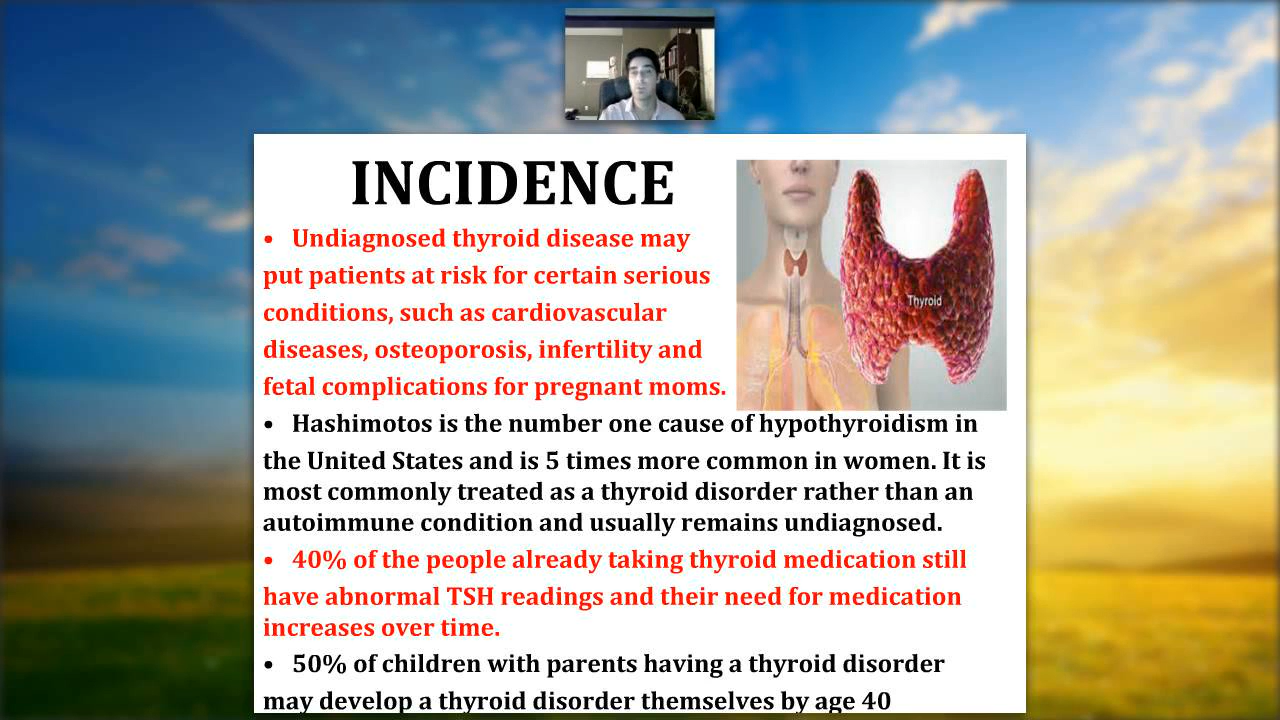 INCIDENCE
• Undiagnosed thyroid disease may
put patients at risk for certain serious
conditions, such as cardiovascular
diseases, osteoporosis, infertility and
fetal complications for pregnant moms.
Thyroid
• Hashimotos is the number one cause of hypothyroidism in
the United States and is 5 times more common in women. It is
most commonly treated as a thyroid disorder rather than an
autoimmune condition and usually remains undiagnosed.
• 40% of the people already taking thyroid medication still
have abnormal TSH readings and their need for medication
increases over time.
• 50% of children with parents having a thyroid disorder
may develop a thyroid disorder themselves by age 40